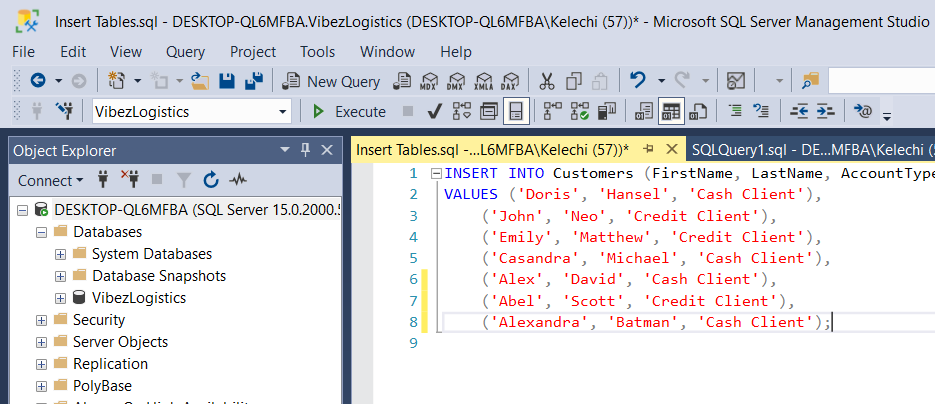 Insert Tables.sql - DESKTOP-QL6MFBA.VibezLogistics (DESKTOP-QL6MFBA\Kelechi (57))* - Microsoft SQL Server Management Studio
File Edit View Query Project Tools Window Help
New Query MDX DMX XMLA DAX
VibezLogistics Execute
Object Explorer
Connect
DESKTOP-QL6MFBA (SQL Server 15.0.2000.5
Databases
System Databases
Database Snapshots
VibezLogistics
Security
Server Objects
Replication
PolyBase
Insert Tables.sql -...L6MFBA\Kelechi (57))* SQLQuery1.sql - DE...MFBA\Kelechi (
1 INSERT INTO Customers (FirstName, LastName, AccountType
2 VALUES ('Doris', 'Hansel', 'Cash Client'),
3 ('John', 'Neo', 'Credit Client'),
4 ('Emily', 'Matthew', 'Credit Client'),
5 ('Casandra', 'Michael', 'Cash Client'),
6 ('Alex', 'David', 'Cash Client'),
7 ('Abel', 'Scott', 'Credit Client'),
8 ('Alexandra', 'Batman', 'Cash Client');
9